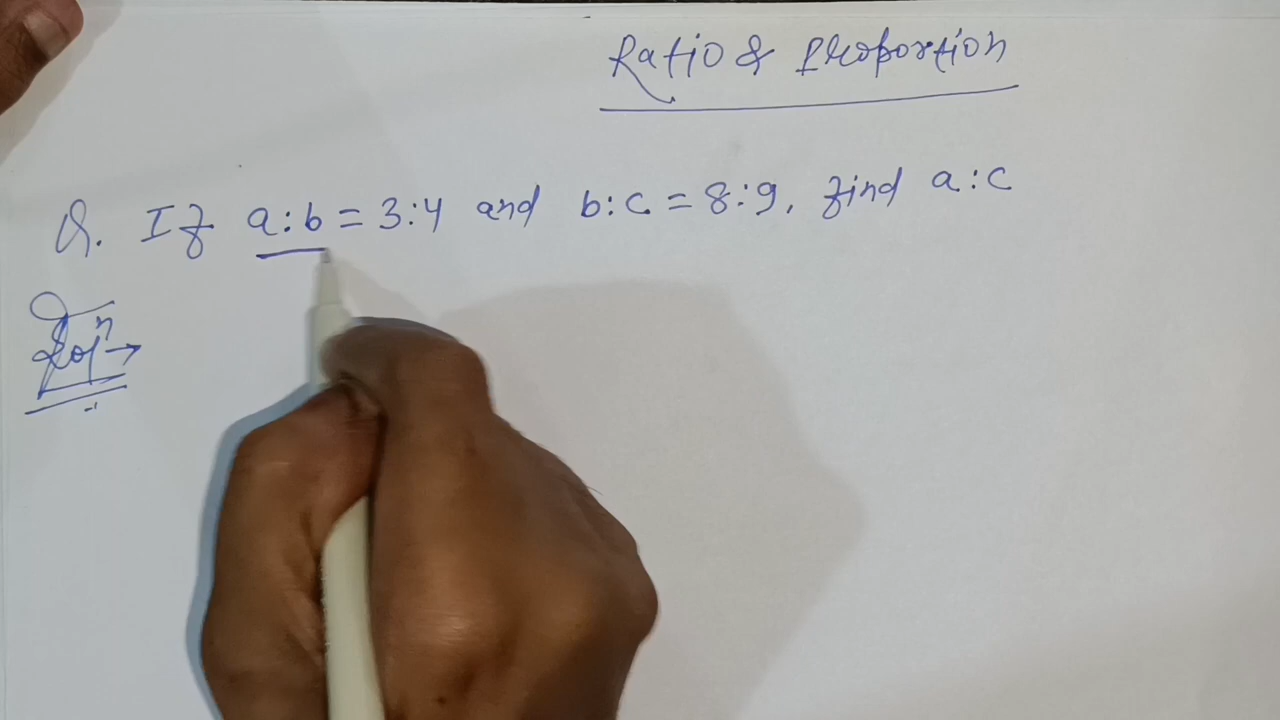 Ratio & Proportion
Q. If a:b = 3:4 and b:c = 8:9, find a:c
Solⁿ →